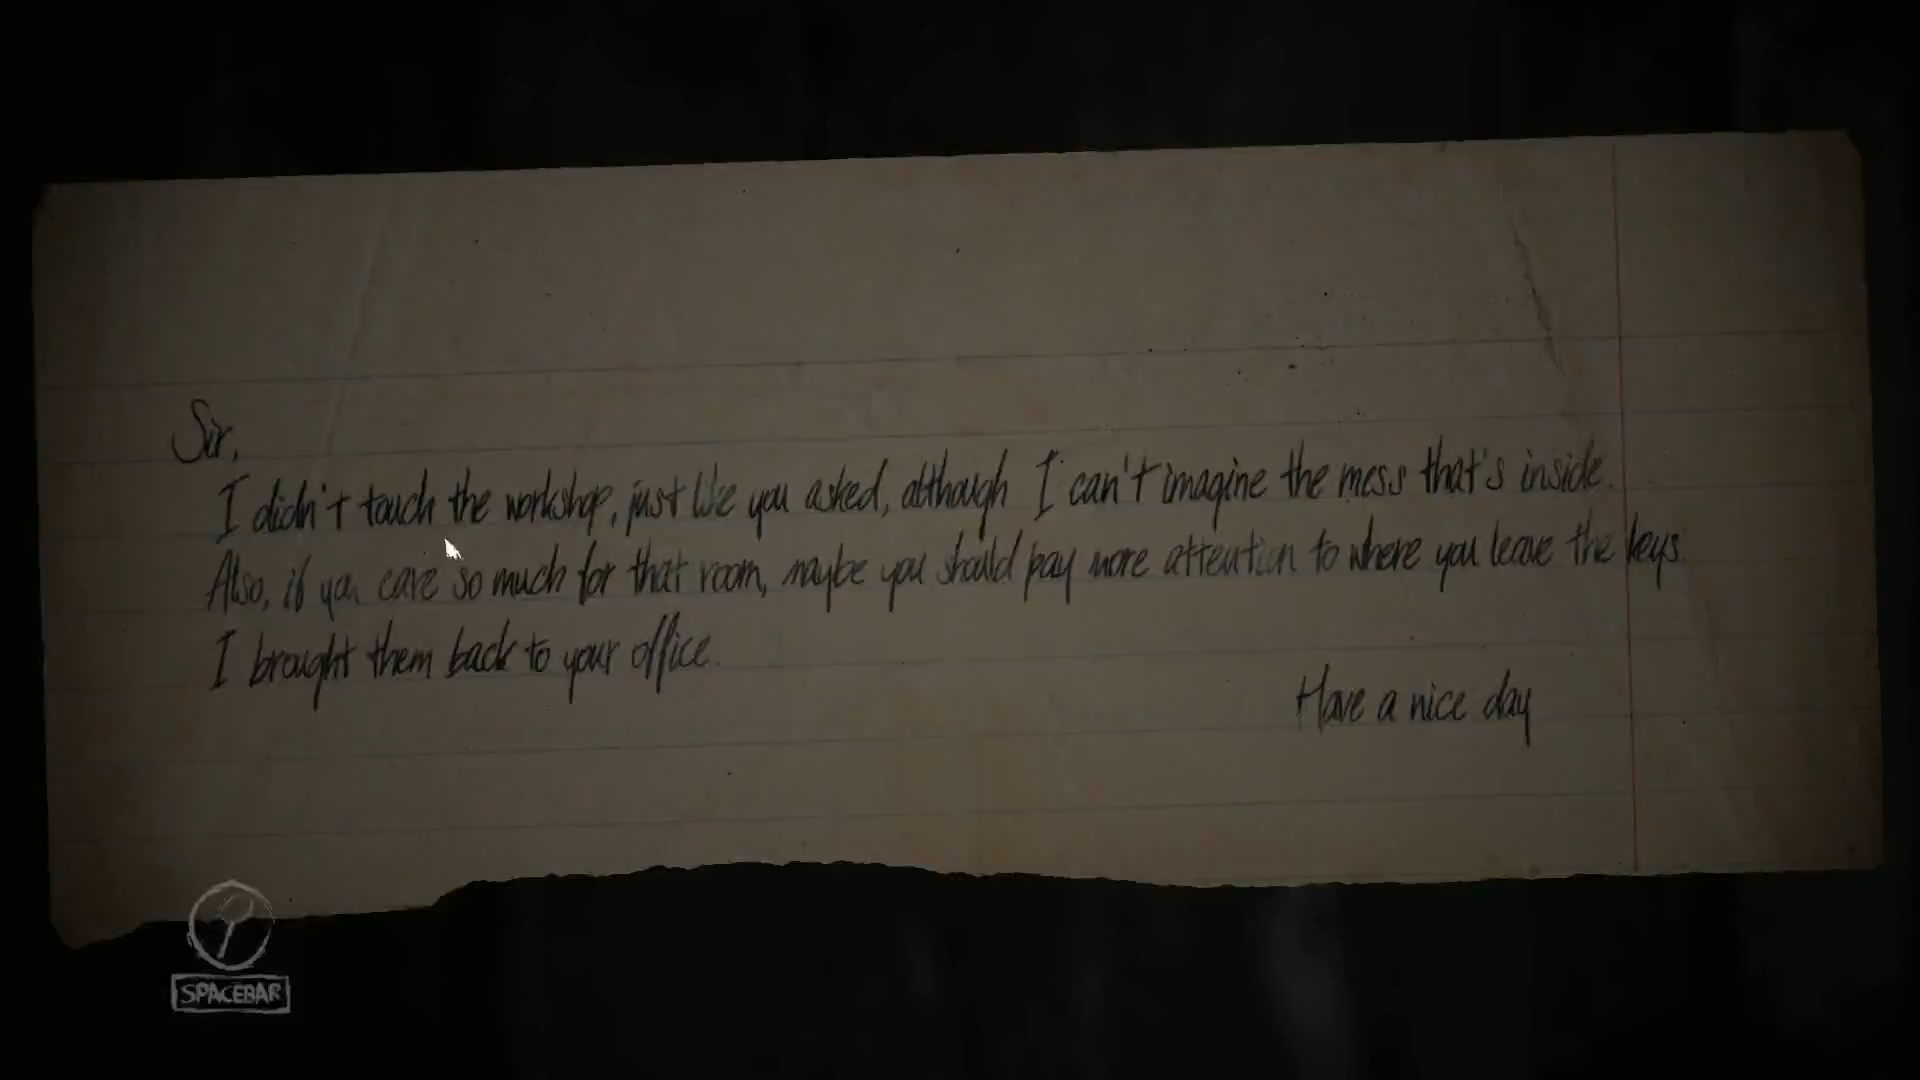 Sir,
I didn't touch the workshop, just like you asked, although I can't imagine the mess that's inside.
Also, if you care so much for that room, maybe you should pay more attention to where you leave the keys
I brought them back to your office.
Have a nice day
SPACEBAR